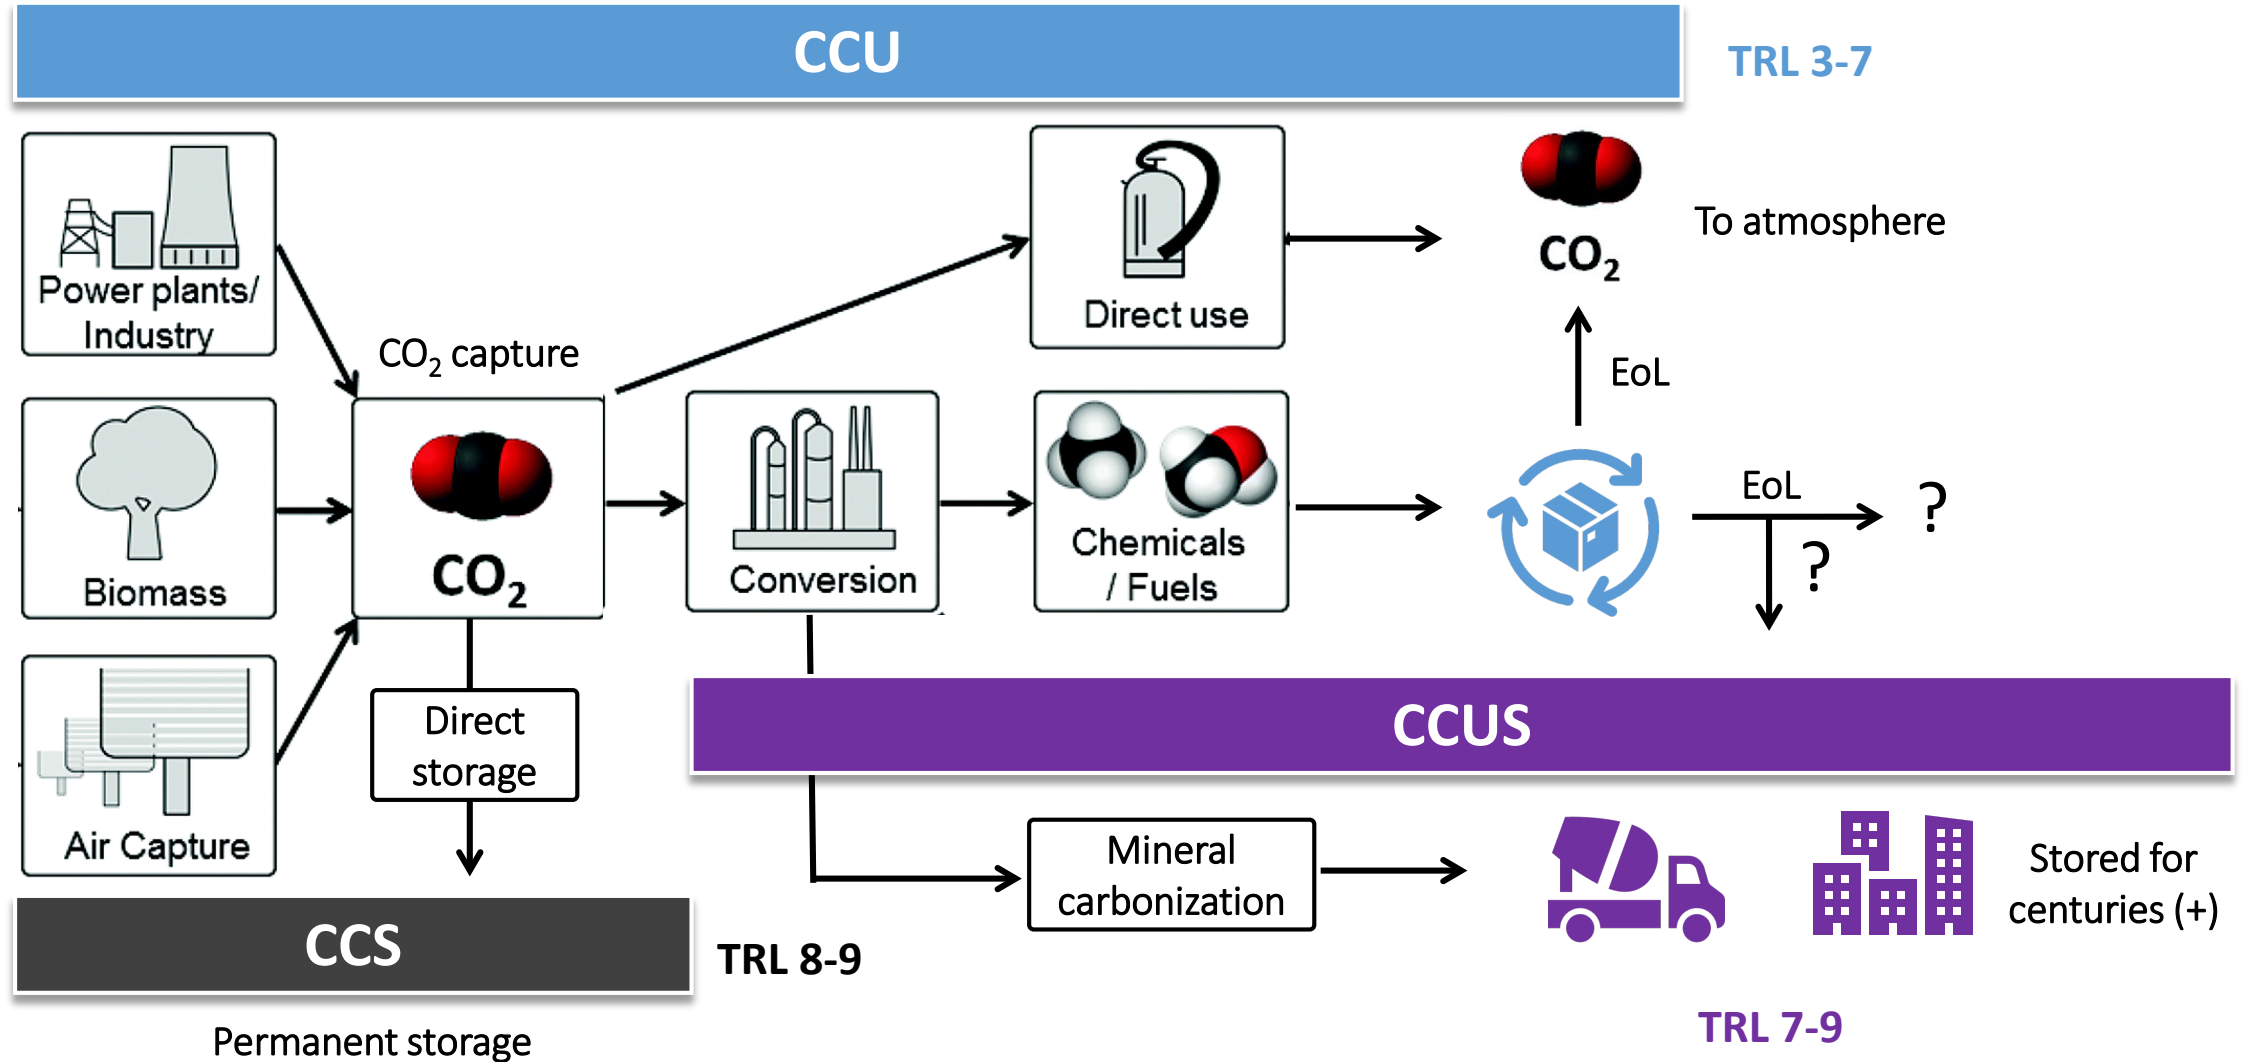 CCU
TRL 3-7
Power plants/
Industry
CO₂ capture
Direct use
CO₂
To atmosphere
EoL
Biomass
CO₂
Conversion
Chemicals
/ Fuels
EoL
?
?
Air Capture
Direct
storage
CCUS
Mineral
carbonization
Stored for
centuries (+)
CCS
TRL 8-9
TRL 7-9
Permanent storage